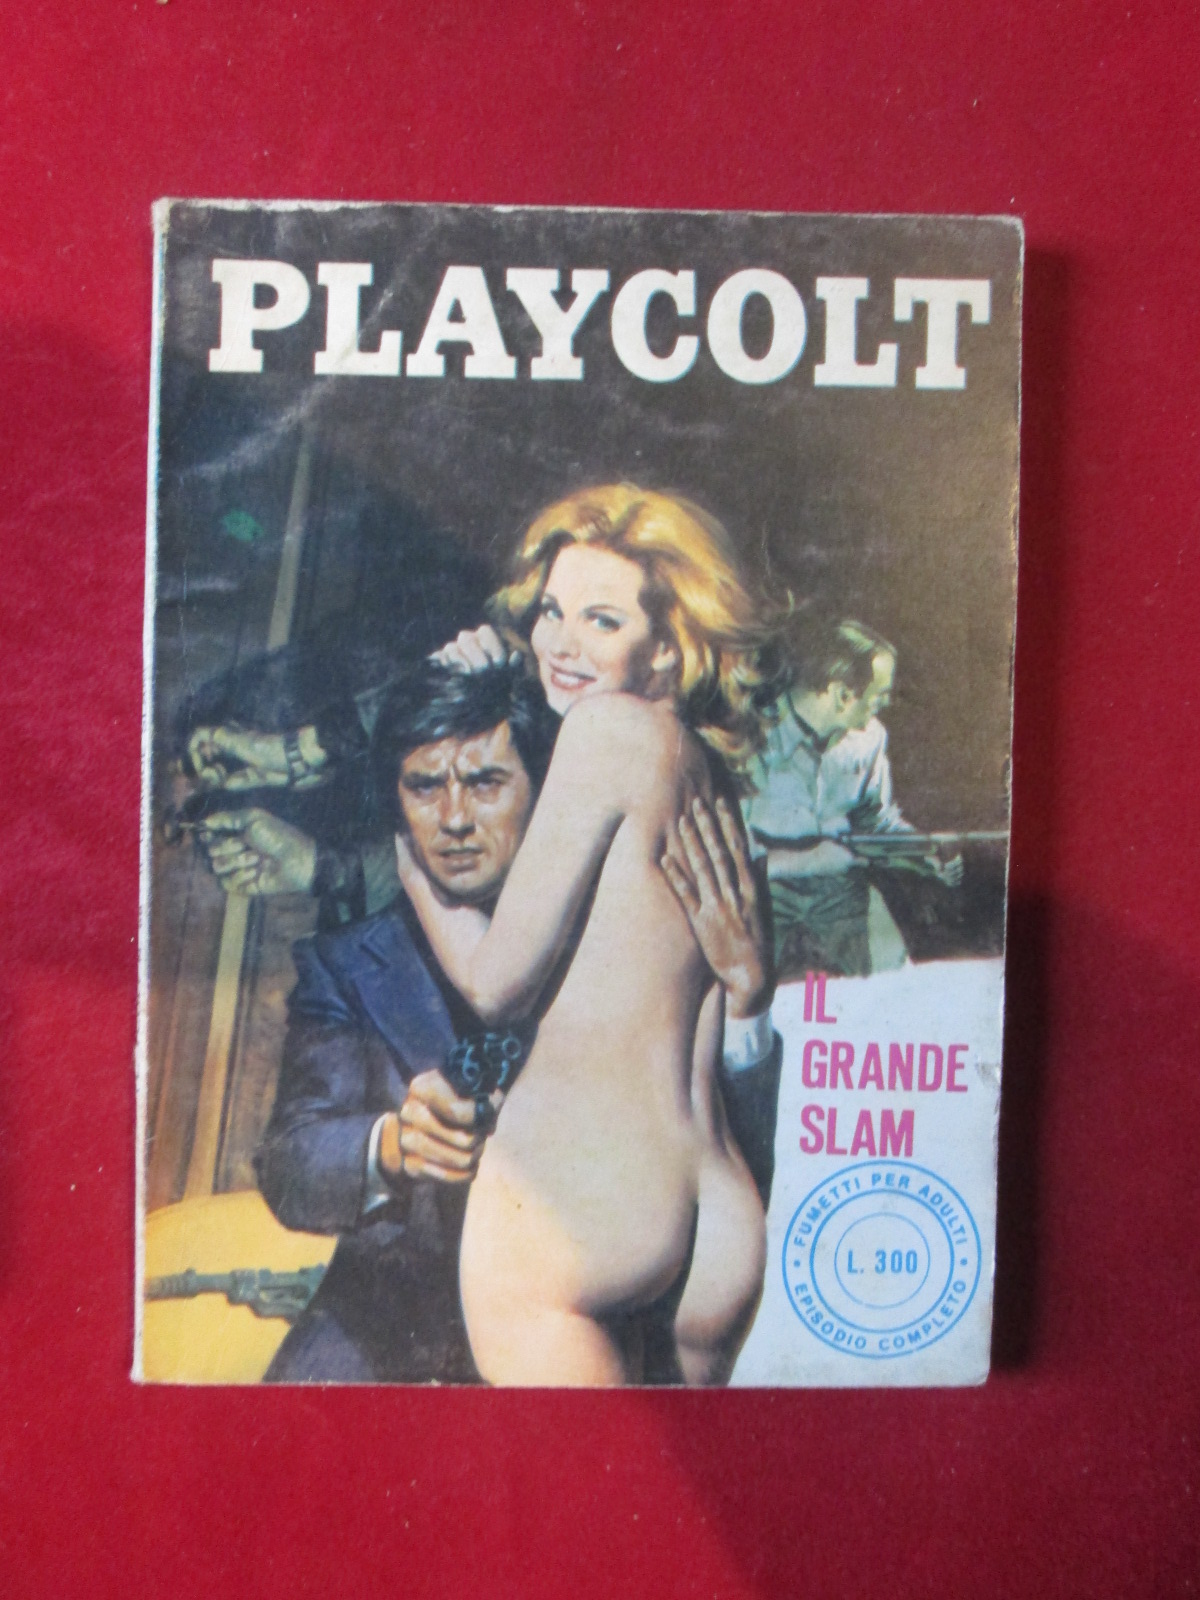 PLAYCOLT
IL
GRANDE
SLAM
• FUMETTI PER ADULTI •
L. 300
EPISODIO COMPLETO